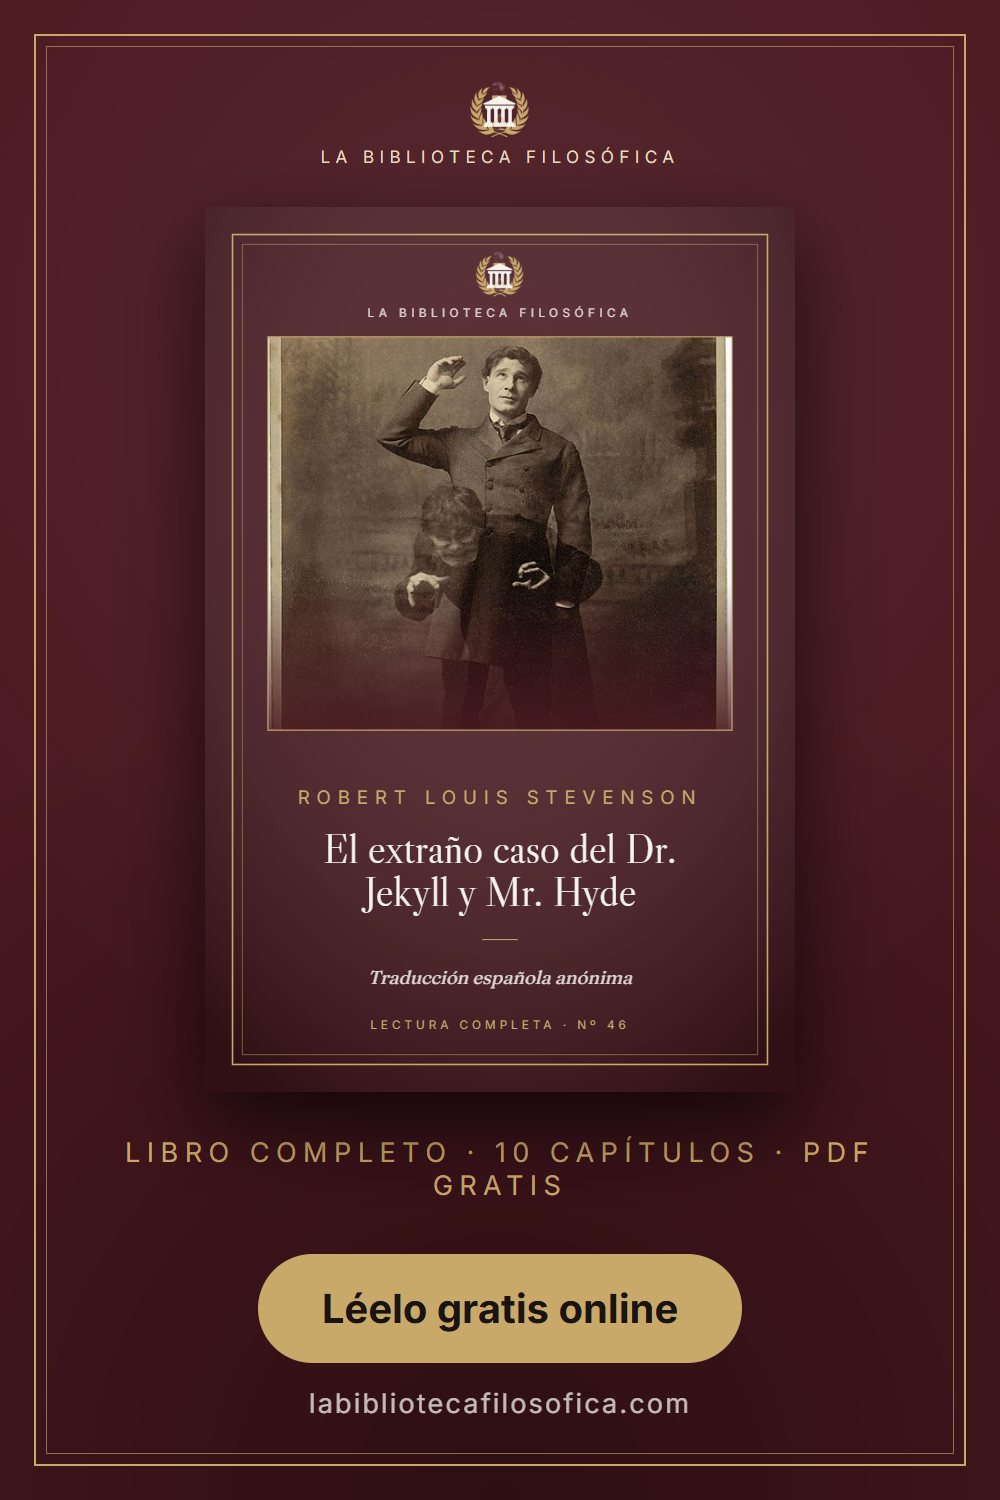 LA BIBLIOTECA FILOSÓFICA
LA BIBLIOTECA FILOSÓFICA
ROBERT LOUIS STEVENSON
El extraño caso del Dr.
Jekyll y Mr. Hyde
Traducción española anónima
LECTURA COMPLETA · Nº 46
LIBRO COMPLETO · 10 CAPÍTULOS · PDF
GRATIS
Léelo gratis online
labibliotecafilosofica.com